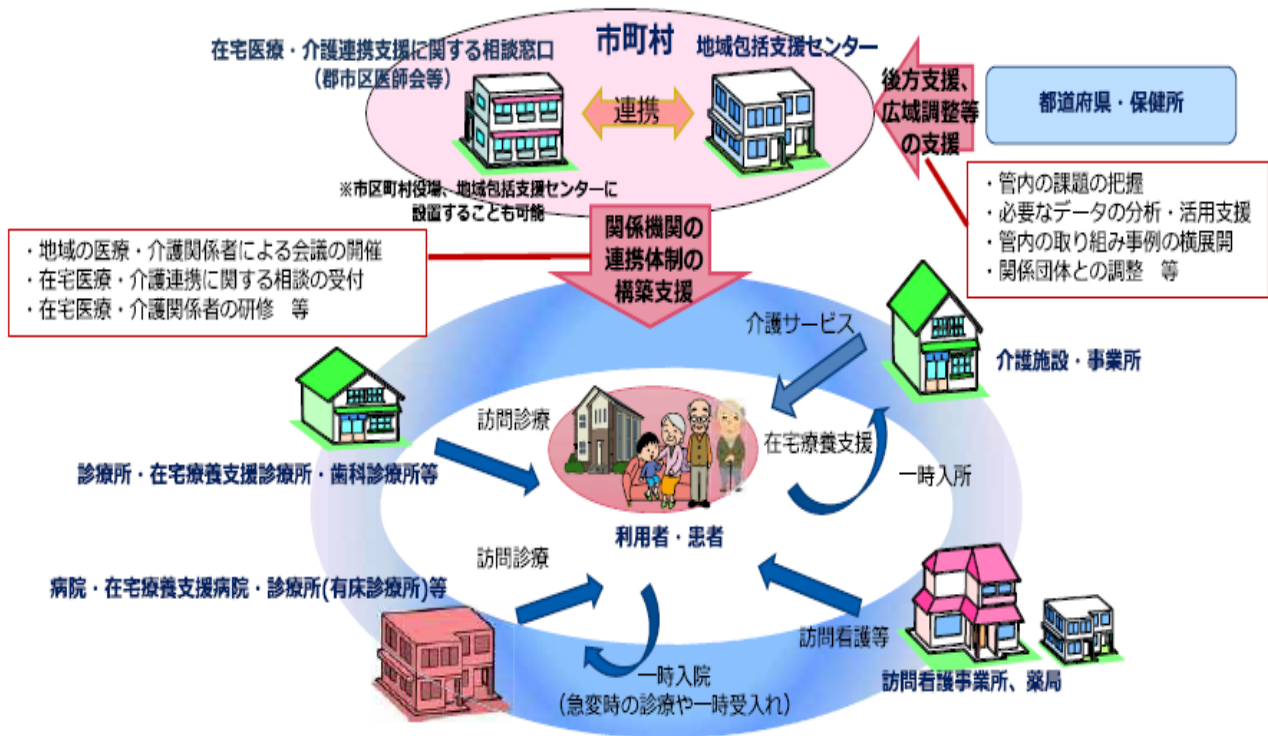 市町村
在宅医療・介護連携支援に関する相談窓口
（郡市区医師会等）
地域包括支援センター
連携
※市区町村役場、地域包括支援センターに
設置することも可能
後方支援、
広域調整等
の支援
都道府県・保健所
・管内の課題の把握
・必要なデータの分析・活用支援
・管内の取り組み事例の横展開
・関係団体との調整　等
関係機関の
連携体制の
構築支援
・地域の医療・介護関係者による会議の開催
・在宅医療・介護連携に関する相談の受付
・在宅医療・介護関係者の研修　等
介護サービス
介護施設・事業所
訪問診療
在宅療養支援
一時入所
診療所・在宅療養支援診療所・歯科診療所等
利用者・患者
訪問診療
病院・在宅療養支援病院・診療所(有床診療所)等
訪問看護等
訪問看護事業所、薬局
一時入院
（急変時の診療や一時受入れ）